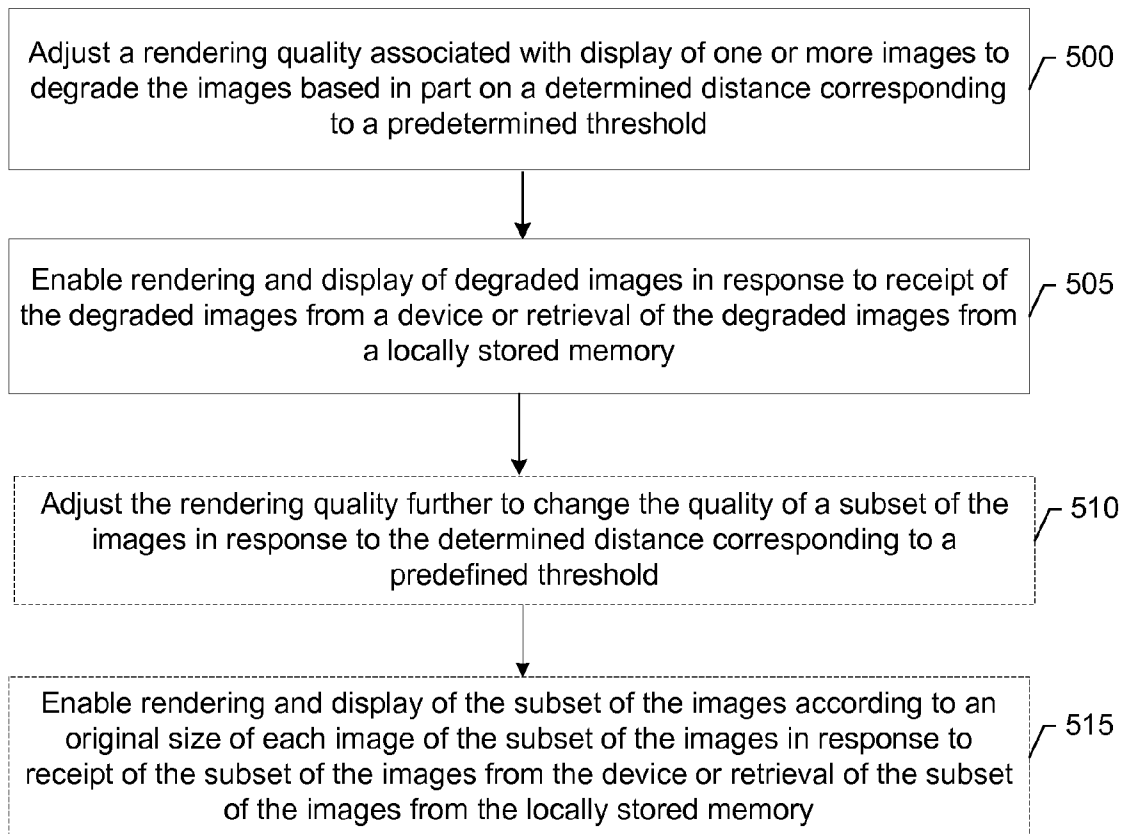 Adjust a rendering quality associated with display of one or more images to
degrade the images based in part on a determined distance corresponding
to a predetermined threshold
500
Enable rendering and display of degraded images in response to receipt of
the degraded images from a device or retrieval of the degraded images from
a locally stored memory
505
Adjust the rendering quality further to change the quality of a subset of the
images in response to the determined distance corresponding to a
predefined threshold
510
Enable rendering and display of the subset of the images according to an
original size of each image of the subset of the images in response to
receipt of the subset of the images from the device or retrieval of the subset
of the images from the locally stored memory
515